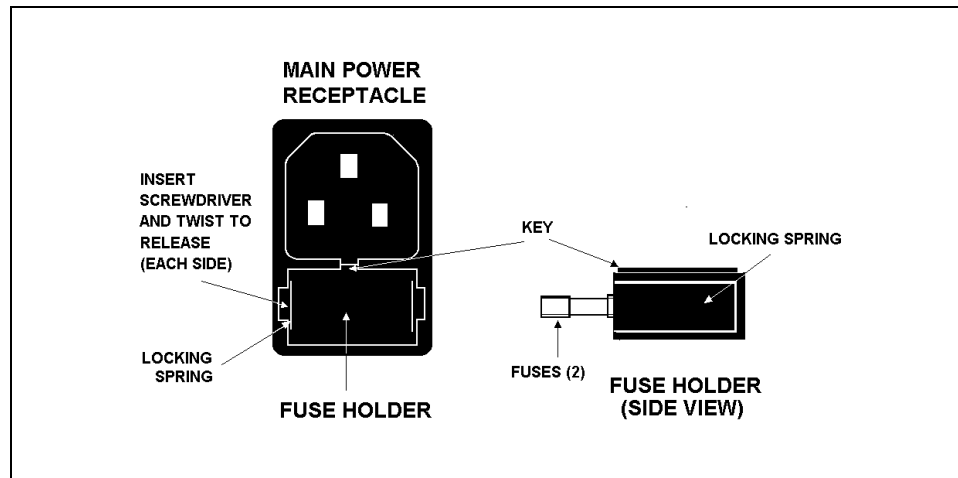 MAIN POWER
RECEPTACLE
INSERT
SCREWDRIVER
AND TWIST TO
RELEASE
(EACH SIDE)
LOCKING
SPRING
FUSE HOLDER
KEY
LOCKING SPRING
FUSES (2)
FUSE HOLDER
(SIDE VIEW)